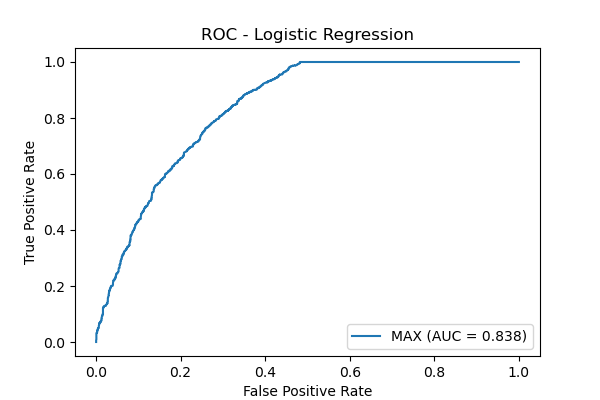 ROC - Logistic Regression
True Positive Rate
1.0
0.8
0.6
0.4
0.2
0.0
MAX (AUC = 0.838)
0.0 0.2 0.4 0.6 0.8 1.0
False Positive Rate